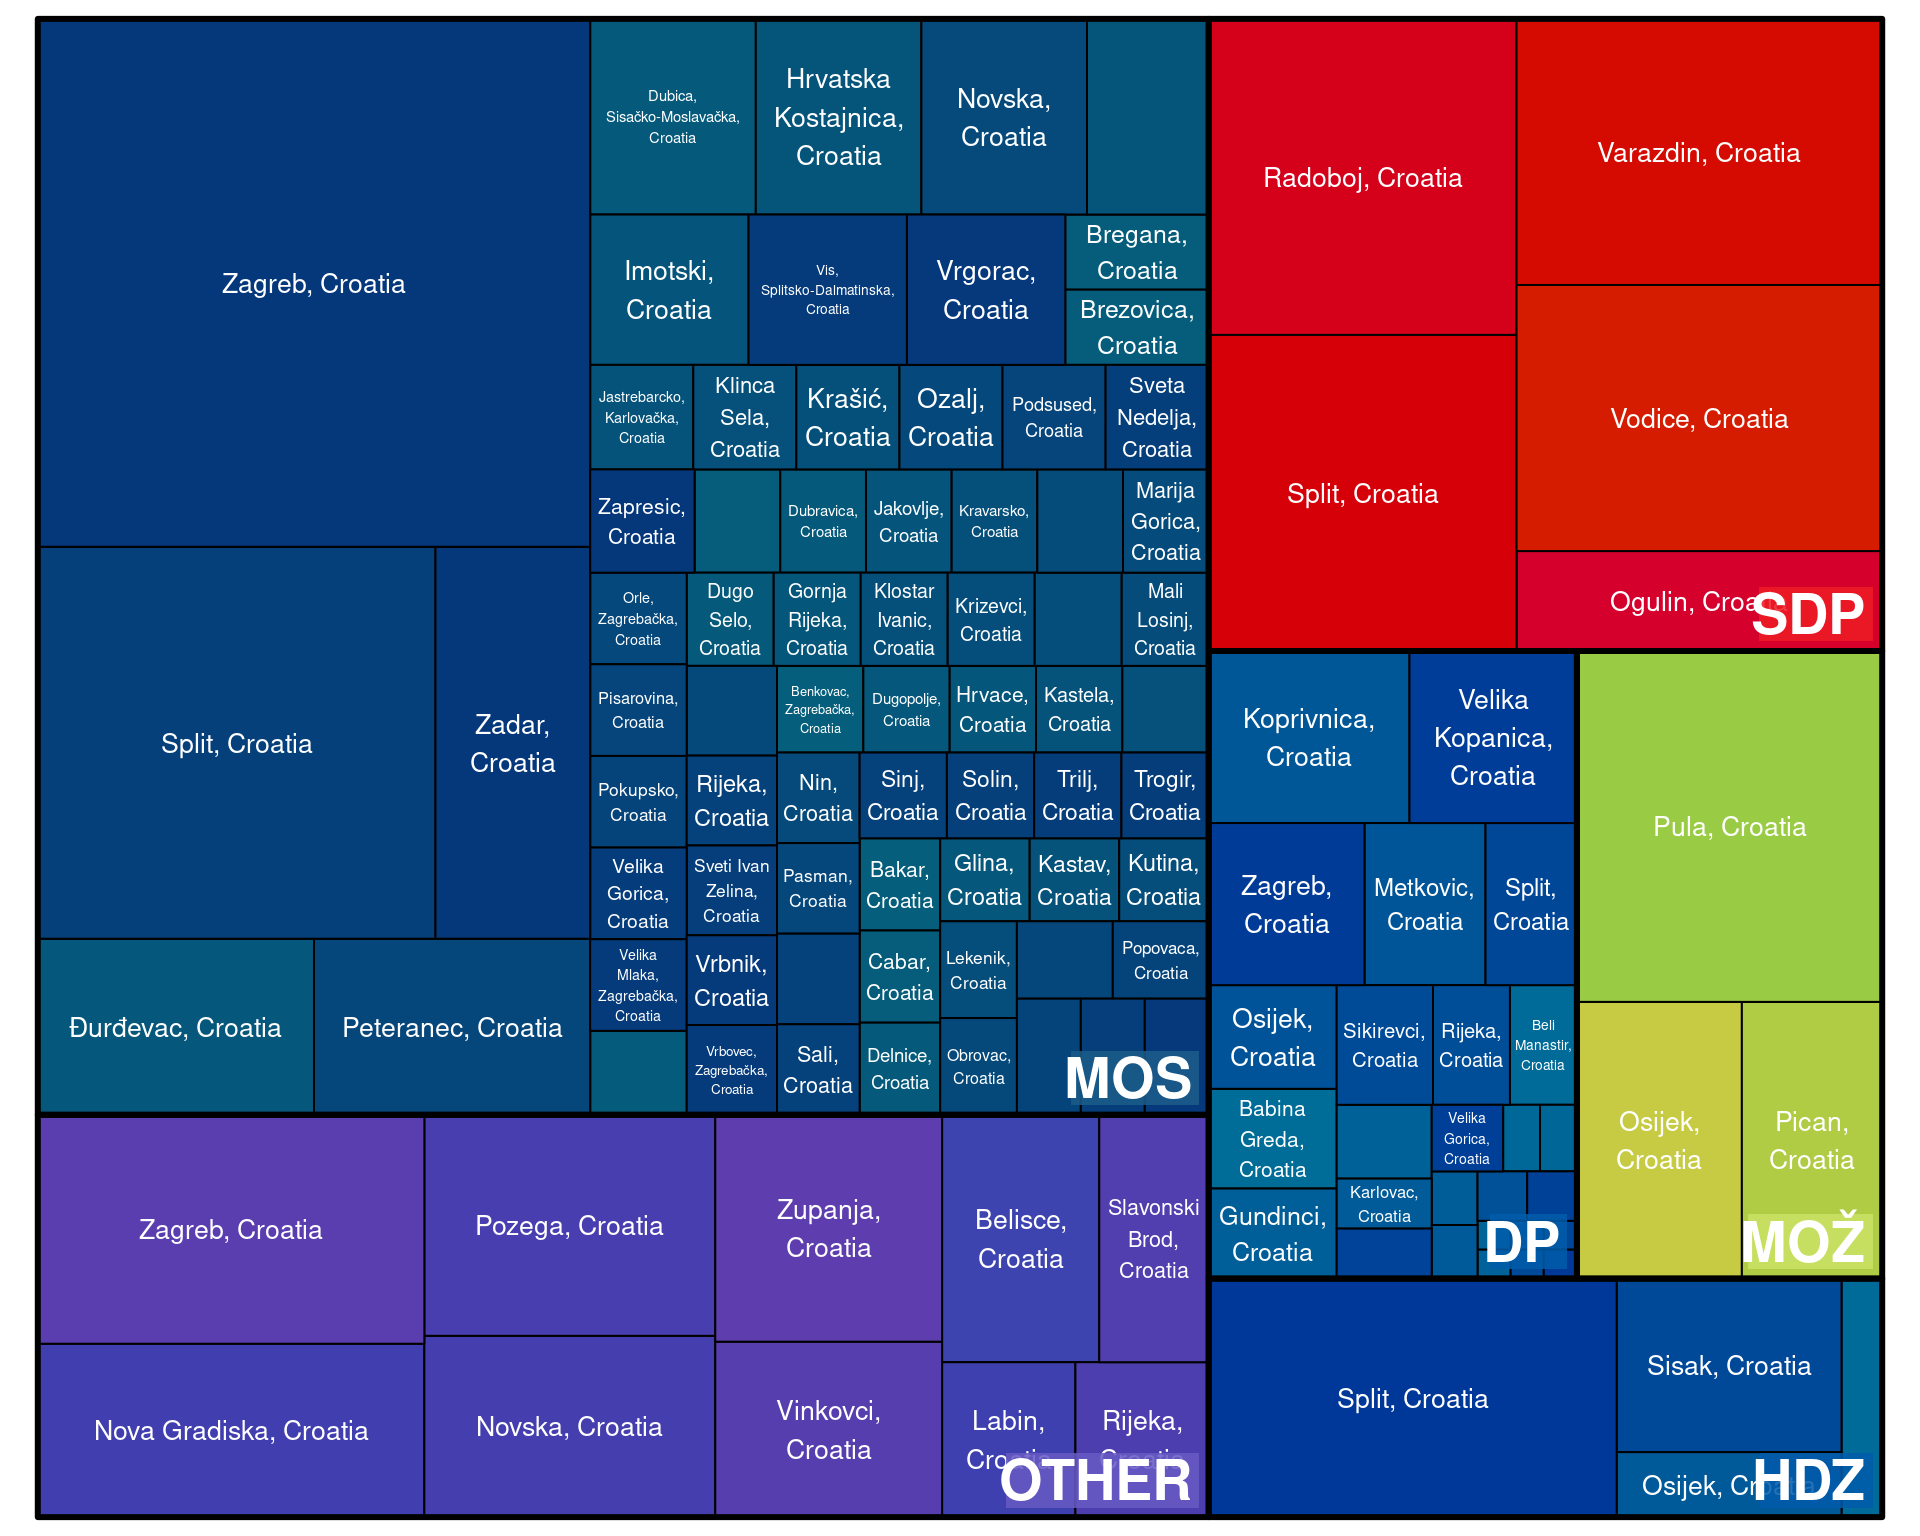 Zagreb, Croatia
Split, Croatia
Zadar,
Croatia
Đurđevac, Croatia
Peteranec, Croatia
Dubica,
Sisačko-Moslavačka,
Croatia
Hrvatska
Kostajnica,
Croatia
Novska,
Croatia
Imotski,
Croatia
Vis,
Splitsko-Dalmatinska,
Croatia
Vrgorac,
Croatia
Bregana,
Croatia
Brezovica,
Croatia
Jastrebarcko,
Karlovačka,
Croatia
Klinca
Sela,
Croatia
Krašić,
Croatia
Ozalj,
Croatia
Podsused,
Croatia
Sveta
Nedelja,
Croatia
Zapresic,
Croatia
Dubravica,
Croatia
Jakovlje,
Croatia
Kravarsko,
Croatia
Marija
Gorica,
Croatia
Orle,
Zagrebačka,
Croatia
Dugo
Selo,
Croatia
Gornja
Rijeka,
Croatia
Klostar
Ivanic,
Croatia
Krizevci,
Croatia
Mali
Losinj,
Croatia
Pisarovina,
Croatia
Benkovac,
Zagrebačka,
Croatia
Dugopolje,
Croatia
Hrvace,
Croatia
Kastela,
Croatia
Pokupsko,
Croatia
Rijeka,
Croatia
Nin,
Croatia
Sinj,
Croatia
Solin,
Croatia
Trilj,
Croatia
Trogir,
Croatia
Velika
Gorica,
Croatia
Sveti Ivan
Zelina,
Croatia
Pasman,
Croatia
Bakar,
Croatia
Glina,
Croatia
Kastav,
Croatia
Kutina,
Croatia
Velika
Mlaka,
Zagrebačka,
Croatia
Vrbnik,
Croatia
Cabar,
Croatia
Lekenik,
Croatia
Popovaca,
Croatia
Vrbovec,
Zagrebačka,
Croatia
Sali,
Croatia
Delnice,
Croatia
Obrovac,
Croatia
MOS
Zagreb, Croatia
Nova Gradiska, Croatia
Pozega, Croatia
Novska, Croatia
Zupanja,
Croatia
Vinkovci,
Croatia
Belisce,
Croatia
Slavonski
Brod,
Croatia
Labin,
Croatia
Rijeka,
Croatia
OTHER
Radoboj, Croatia
Split, Croatia
Varazdin, Croatia
Vodice, Croatia
Ogulin, Croatia
SDP
Koprivnica,
Croatia
Velika
Kopanica,
Croatia
Zagreb,
Croatia
Metkovic,
Croatia
Split,
Croatia
Osijek,
Croatia
Sikirevci,
Croatia
Rijeka,
Croatia
Beli
Manastir,
Croatia
Babina
Greda,
Croatia
Velika
Gorica,
Croatia
Karlovac,
Croatia
Gundinci,
Croatia
DP
Pula, Croatia
Osijek,
Croatia
Pican,
Croatia
MOŽ
Split, Croatia
Sisak, Croatia
Osijek, Croatia
HDZ